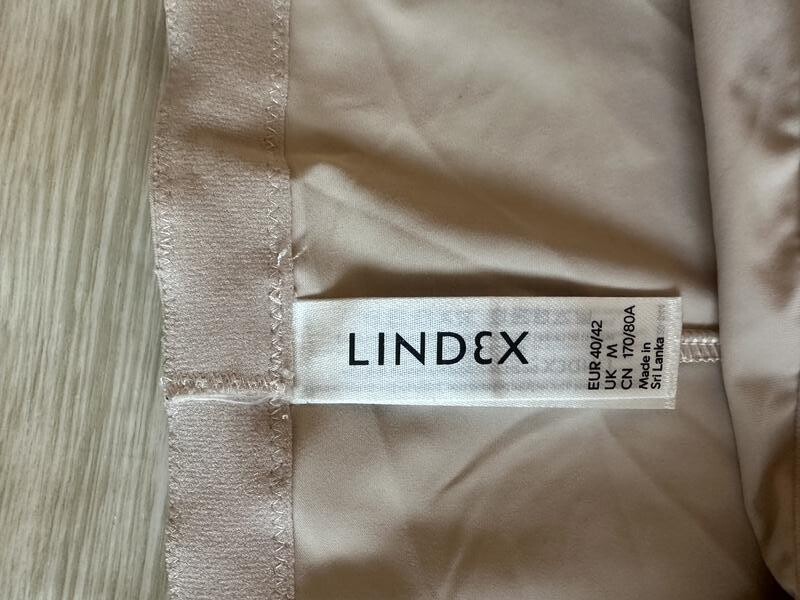 LINDEX
EUR 40/42
UK M
CN 170/80A
Made in
Sri Lanka